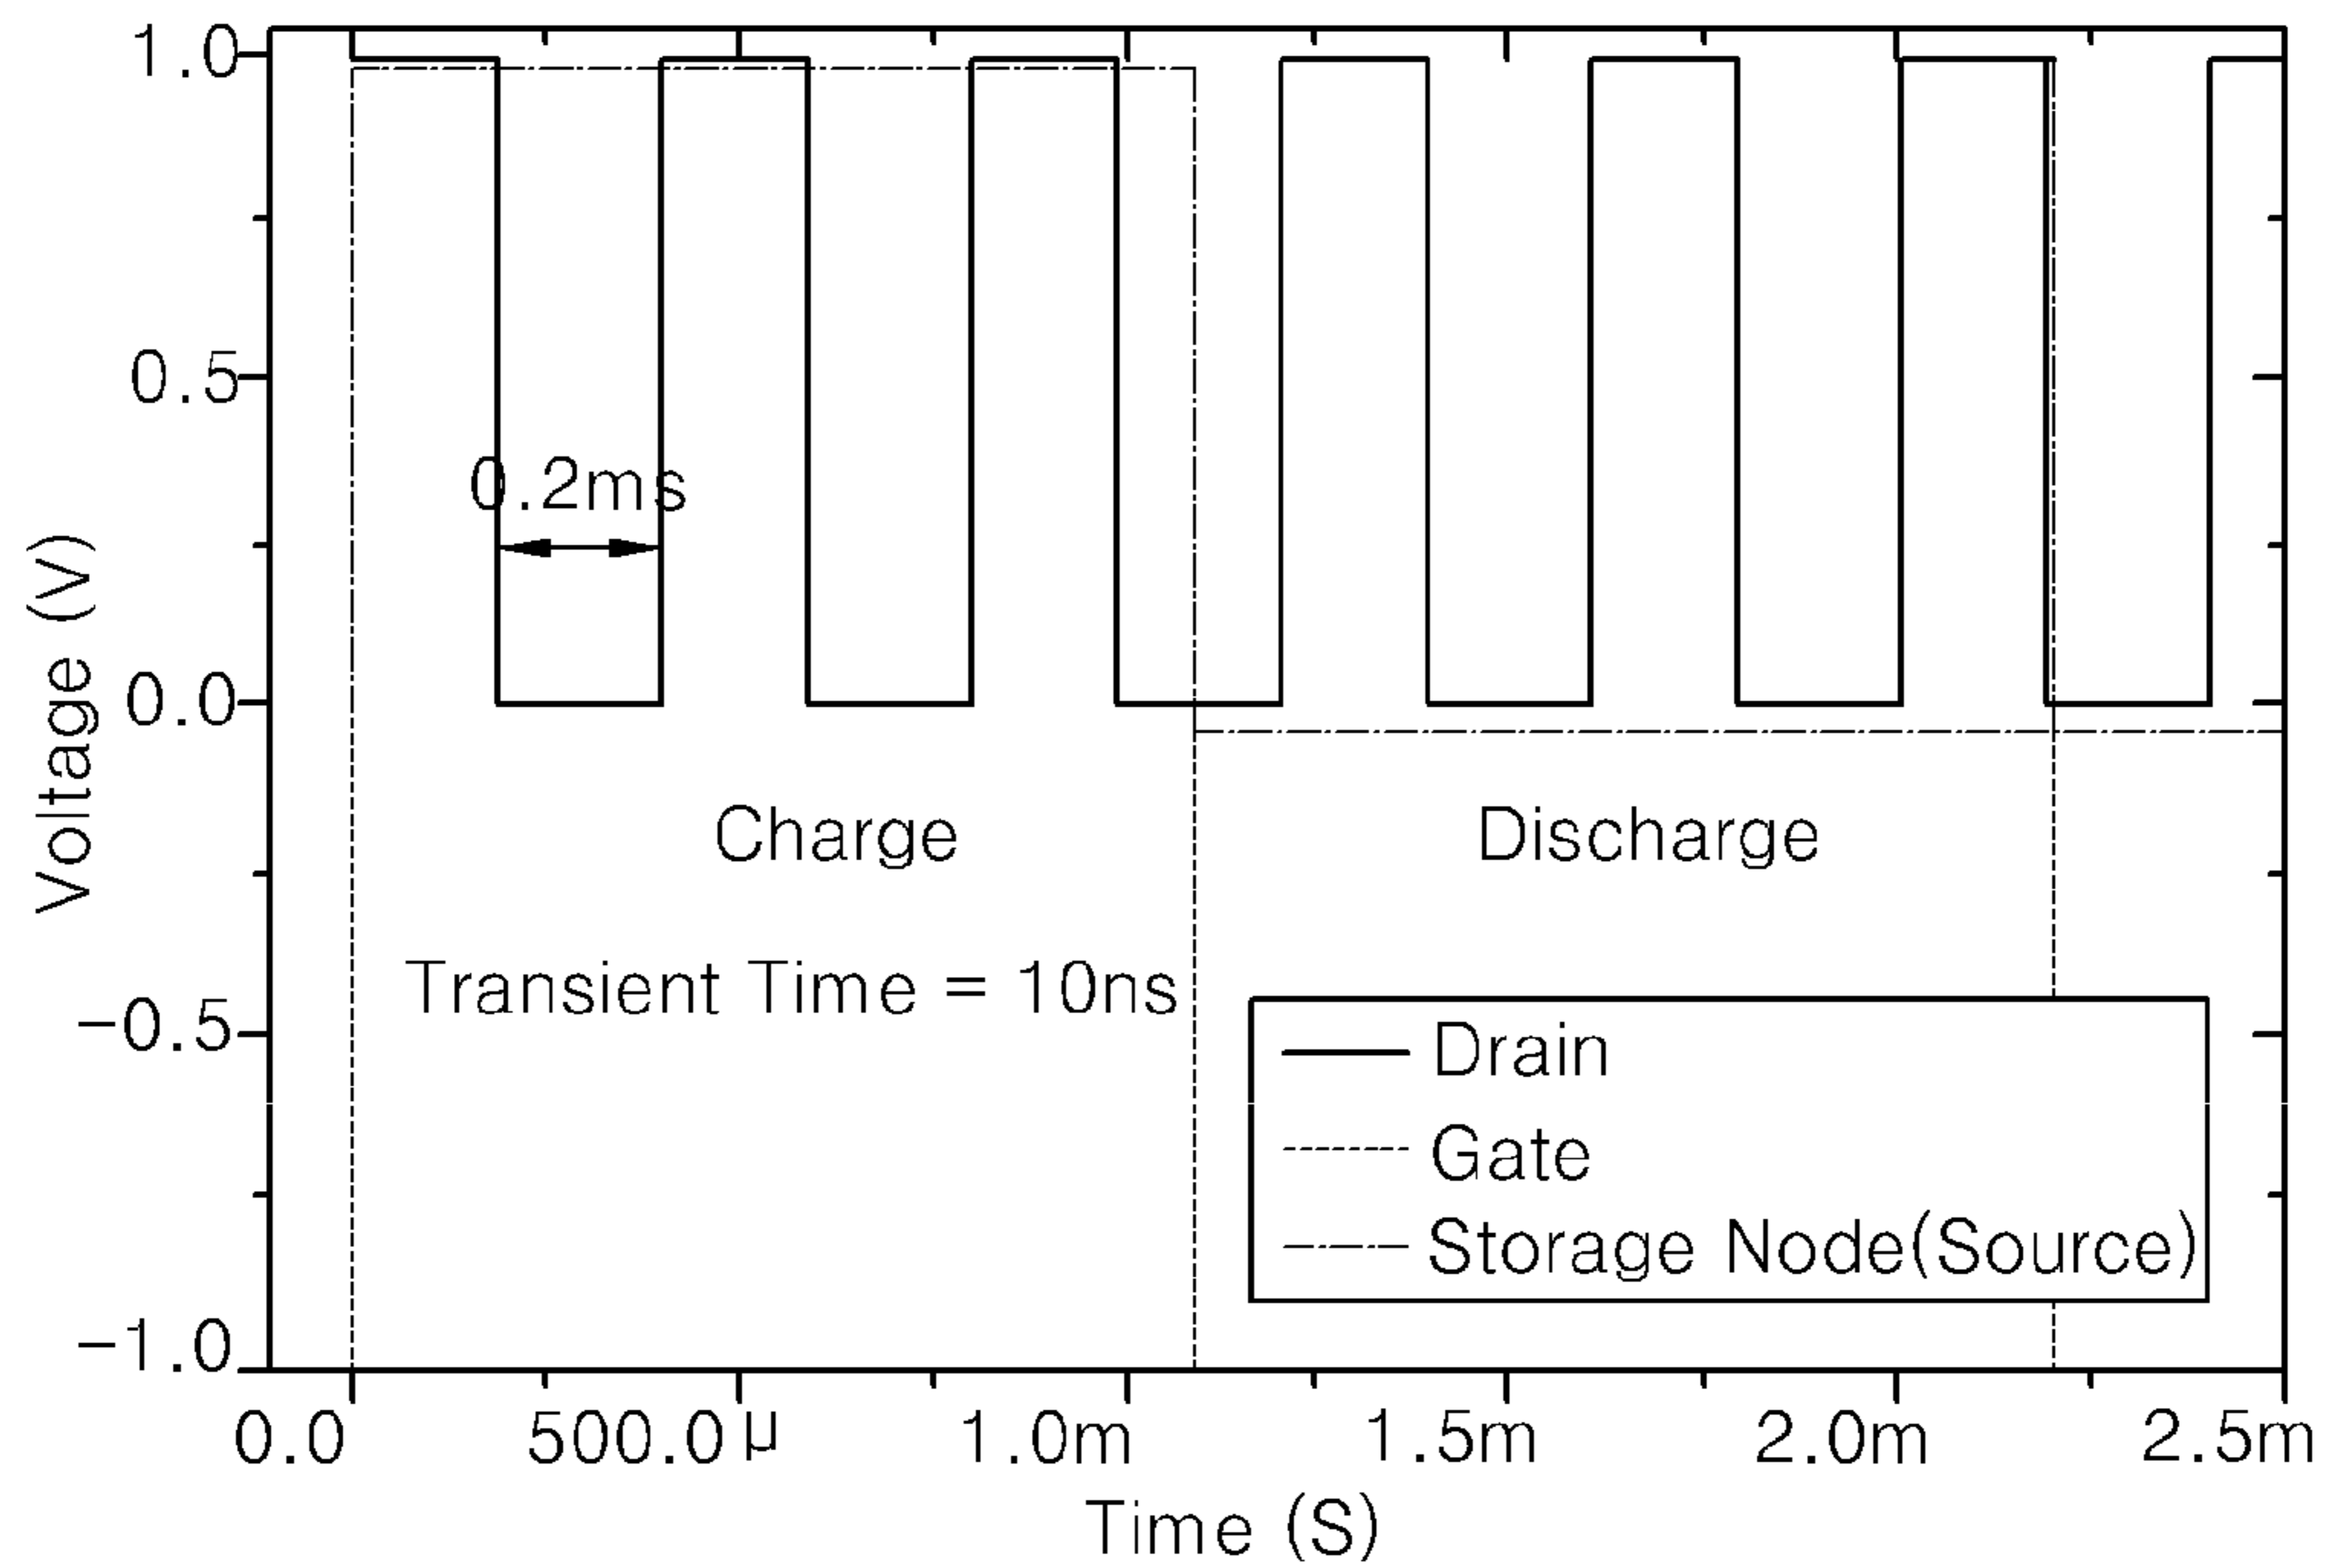 1.0
0.5
0.2ms
0.0
Voltage (V)
Charge
Discharge
Transient Time = 10ns
-0.5
Drain
Gate
Storage Node(Source)
-1.0
0.0 500.0μ 1.0m 1.5m 2.0m 2.5m
Time (S)